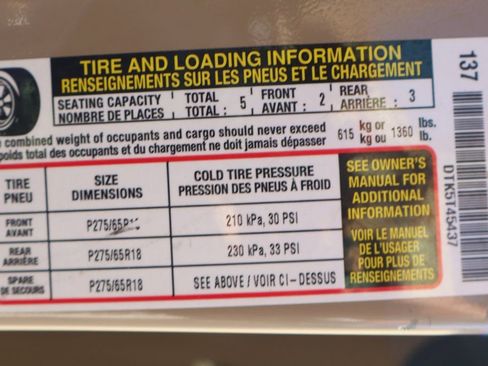 TIRE AND LOADING INFORMATION
RENSEIGNEMENTS SUR LES PNEUS ET LE CHARGEMENT
SEATING CAPACITY TOTAL : 5 FRONT : 2 REAR : 3
NOMBRE DE PLACES TOTAL AVANT ARRIÈRE
combined weight of occupants and cargo should never exceed 615 kg or 1360 lbs.
poids total des occupants et du chargement ne doit jamais dépasser kg ou lb.
TIRE SIZE COLD TIRE PRESSURE
PNEU DIMENSIONS PRESSION DES PNEUS À FROID
FRONT P275/65R18 210 kPa, 30 PSI
AVANT
REAR P275/65R18 230 kPa, 33 PSI
ARRIÈRE
SPARE P275/65R18 SEE ABOVE / VOIR CI-DESSUS
DE SECOURS
SEE OWNER'S
MANUAL FOR
ADDITIONAL
INFORMATION
VOIR LE MANUEL
DE L'USAGER
POUR PLUS DE
RENSEIGNEMENTS
137
DTK5T45437